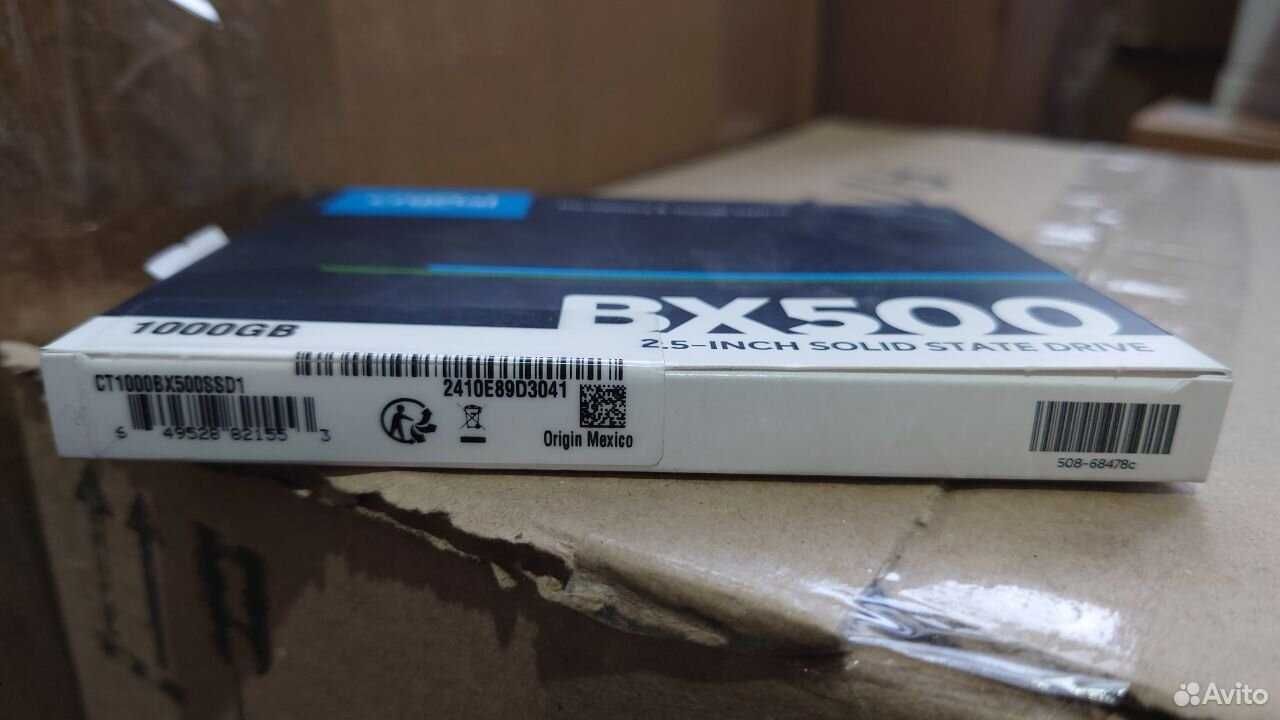 crucial
BX500
2.5-INCH SOLID STATE DRIVE
1000GB
CT1000BX500SSD1
2410E89D3041
6 49528 82155 3
Origin Mexico
508-68478c
Avito